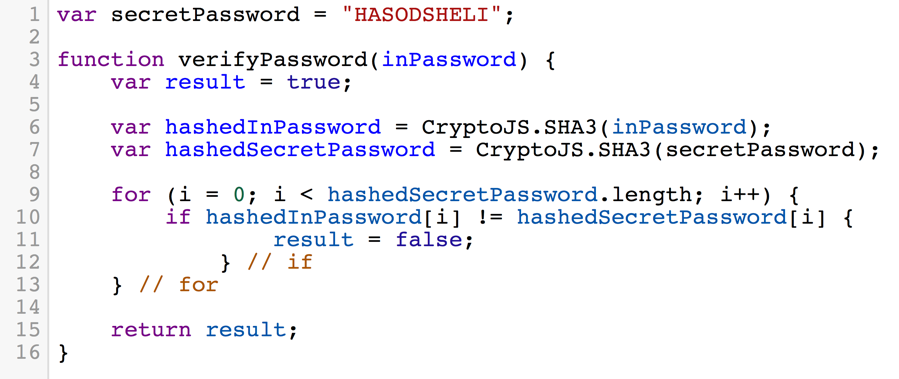 1 var secretPassword = "HASODSHELI";
2
3 function verifyPassword(inPassword) {
4     var result = true;
5
6     var hashedInPassword = CryptoJS.SHA3(inPassword);
7     var hashedSecretPassword = CryptoJS.SHA3(secretPassword);
8
9     for (i = 0; i < hashedSecretPassword.length; i++) {
10         if hashedInPassword[i] != hashedSecretPassword[i] {
11                 result = false;
12             } // if
13     } // for
14
15     return result;
16 }